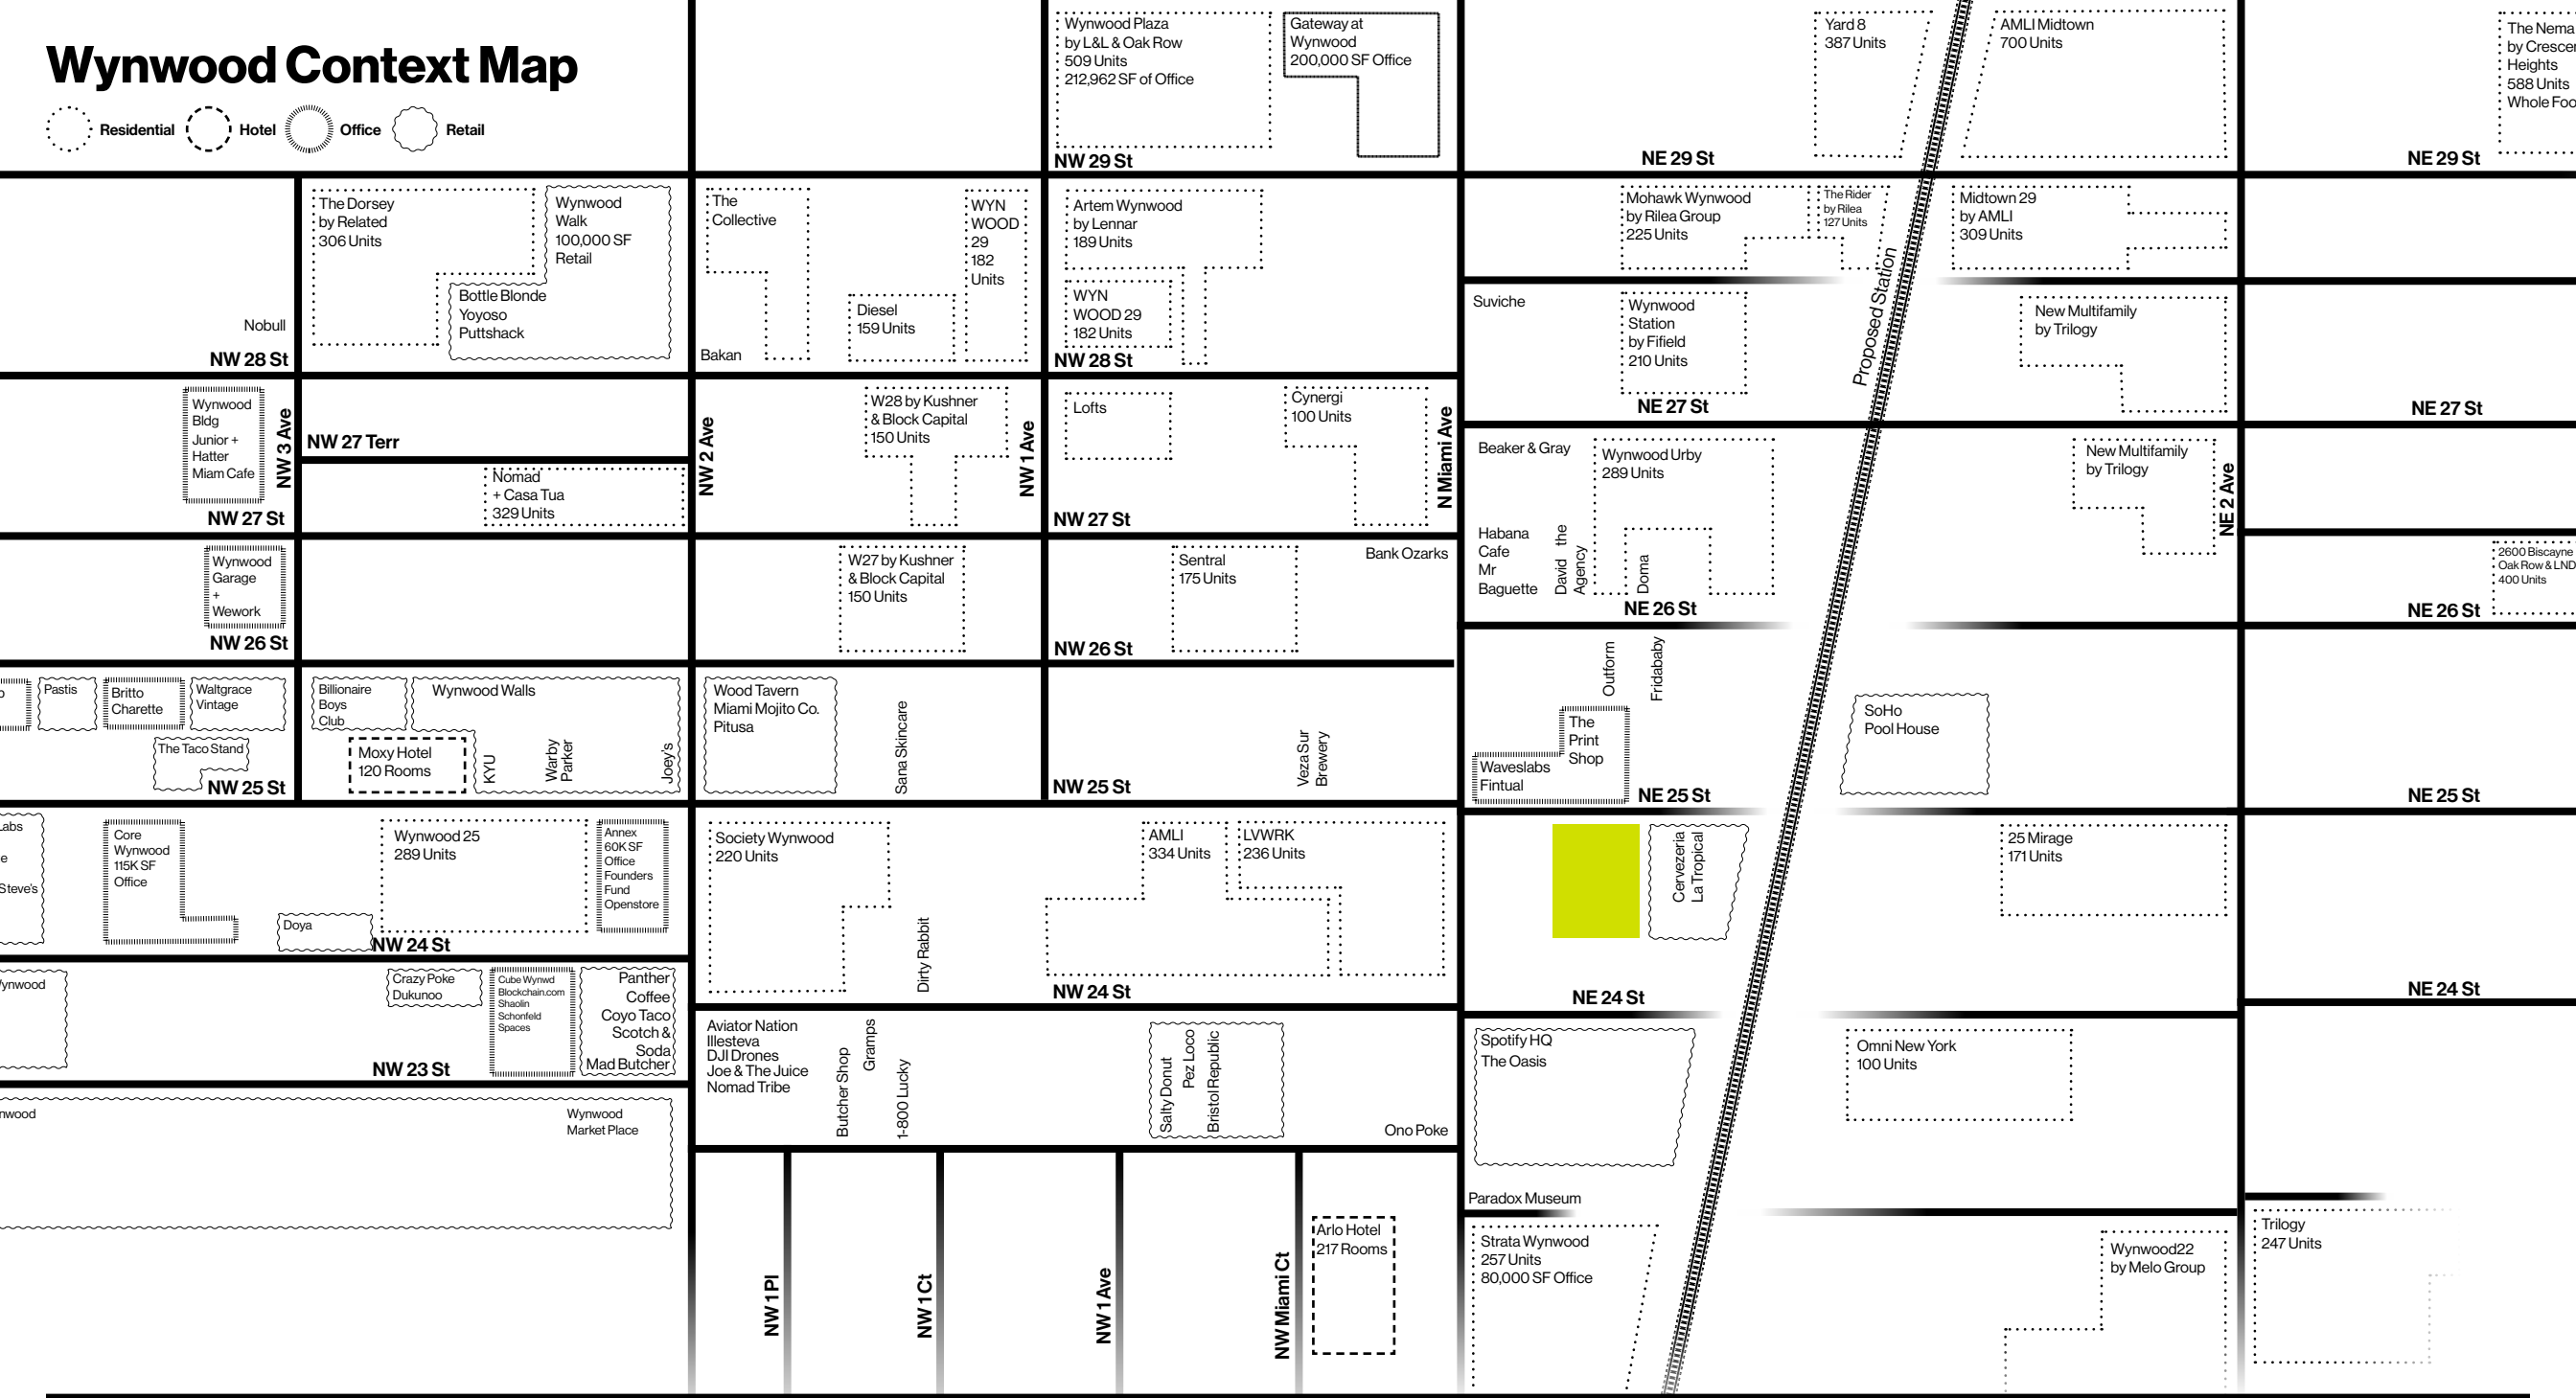 Wynwood Context Map
Residential
Hotel
Office
Retail
Wynwood Plaza
by L&L & Oak Row
509 Units
212,962 SF of Office
Gateway at
Wynwood
200,000 SF Office
Yard 8
387 Units
AMLI Midtown
700 Units
The Nema
by Crescen
Heights
588 Units
Whole Foo
NW 29 St
NE 29 St
NE 29 St
The Dorsey
by Related
306 Units
Wynwood
Walk
100,000 SF
Retail
Bottle Blonde
Yoyoso
Puttshack
Nobull
NW 28 St
The
Collective
Bakan
Diesel
159 Units
WYN
WOOD
29
182
Units
Artem Wynwood
by Lennar
189 Units
WYN
WOOD 29
182 Units
NW 28 St
Mohawk Wynwood
by Rilea Group
225 Units
The Rider
by Rilea
127 Units
Midtown 29
by AMLI
309 Units
Proposed Station
Suviche
Wynwood
Station
by Fifield
210 Units
New Multifamily
by Trilogy
NE 27 St
NE 27 St
Wynwood
Bldg
Junior +
Hatter
Miam Cafe
NW 3 Ave
NW 27 Terr
NW 27 St
Nomad
+ Casa Tua
329 Units
NW 2 Ave
W28 by Kushner
& Block Capital
150 Units
NW 1 Ave
Lofts
Cynergi
100 Units
N Miami Ave
NW 27 St
Beaker & Gray
Wynwood Urby
289 Units
Habana
Cafe
Mr
Baguette
David the
Agency
Doma
NE 26 St
New Multifamily
by Trilogy
NE 2 Ave
2600 Biscayne
Oak Row & LND
400 Units
NE 26 St
Wynwood
Garage
+
Wework
NW 26 St
W27 by Kushner
& Block Capital
150 Units
Sentral
175 Units
Bank Ozarks
NW 26 St
Pastis
Britto
Charette
Waltgrace
Vintage
The Taco Stand
NW 25 St
Billionaire
Boys
Club
Wynwood Walls
Moxy Hotel
120 Rooms
KYU
Warby
Parker
Joey's
Wood Tavern
Miami Mojito Co.
Pitusa
Sana Skincare
Veza Sur
Brewery
NW 25 St
Outform
Fridababy
The
Print
Shop
Waveslabs
Fintual
NE 25 St
SoHo
Pool House
NE 25 St
Labs
e
Steve's
Core
Wynwood
115K SF
Office
Doya
Wynwood 25
289 Units
Annex
60K SF
Office
Founders
Fund
Openstore
NW 24 St
Society Wynwood
220 Units
Dirty Rabbit
AMLI
334 Units
LVWRK
236 Units
NW 24 St
Cervezeria
La Tropical
NE 24 St
25 Mirage
171 Units
NE 24 St
ynwood
Crazy Poke
Dukunoo
Cube Wynwd
Blockchain.com
Shaolin
Schonfeld
Spaces
Panther
Coffee
Coyo Taco
Scotch &
Soda
Mad Butcher
NW 23 St
Aviator Nation
Illesteva
DJI Drones
Joe & The Juice
Nomad Tribe
Butcher Shop
Gramps
1-800 Lucky
Salty Donut
Pez Loco
Bristol Republic
Ono Poke
Spotify HQ
The Oasis
Paradox Museum
Omni New York
100 Units
nwood
Wynwood
Market Place
NW 1 Pl
NW 1 Ct
NW 1 Ave
NW Miami Ct
Arlo Hotel
217 Rooms
Strata Wynwood
257 Units
80,000 SF Office
Wynwood22
by Melo Group
Trilogy
247 Units